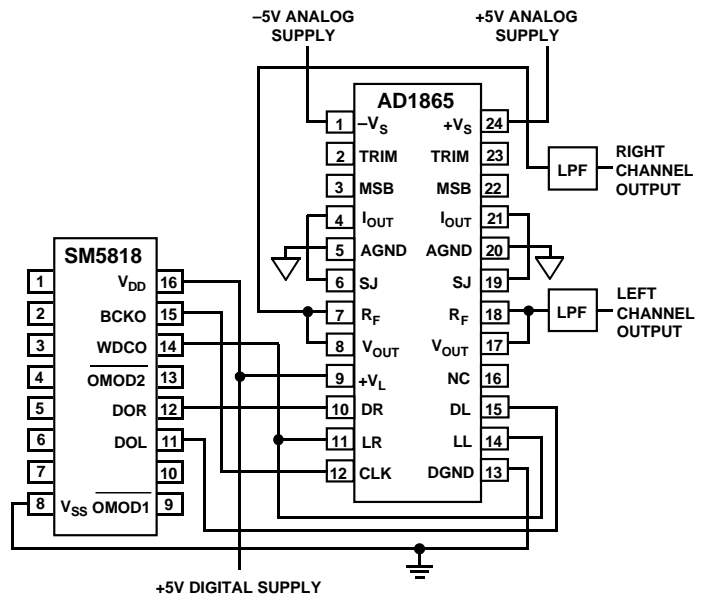 –5V ANALOG
SUPPLY
+5V ANALOG
SUPPLY
AD1865
1 –VS +VS 24
2 TRIM TRIM 23
3 MSB MSB 22
4 IOUT IOUT 21
5 AGND AGND 20
6 SJ SJ 19
7 RF RF 18
8 VOUT VOUT 17
9 +VL NC 16
10 DR DL 15
11 LR LL 14
12 CLK DGND 13
LPF
RIGHT
CHANNEL
OUTPUT
LPF
LEFT
CHANNEL
OUTPUT
SM5818
1 VDD 16
2 BCKO 15
3 WDCO 14
4 OMOD2 13
5 DOR 12
6 DOL 11
7 10
8 VSS OMOD1 9
+5V DIGITAL SUPPLY